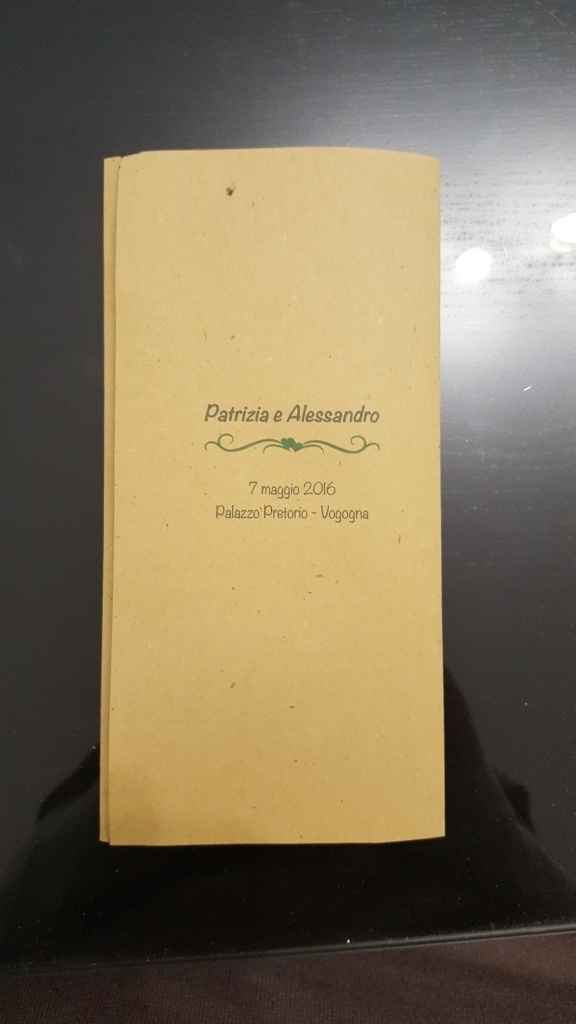 Patrizia e Alessandro
7 maggio 2016
Palazzo Pretorio - Vogogna